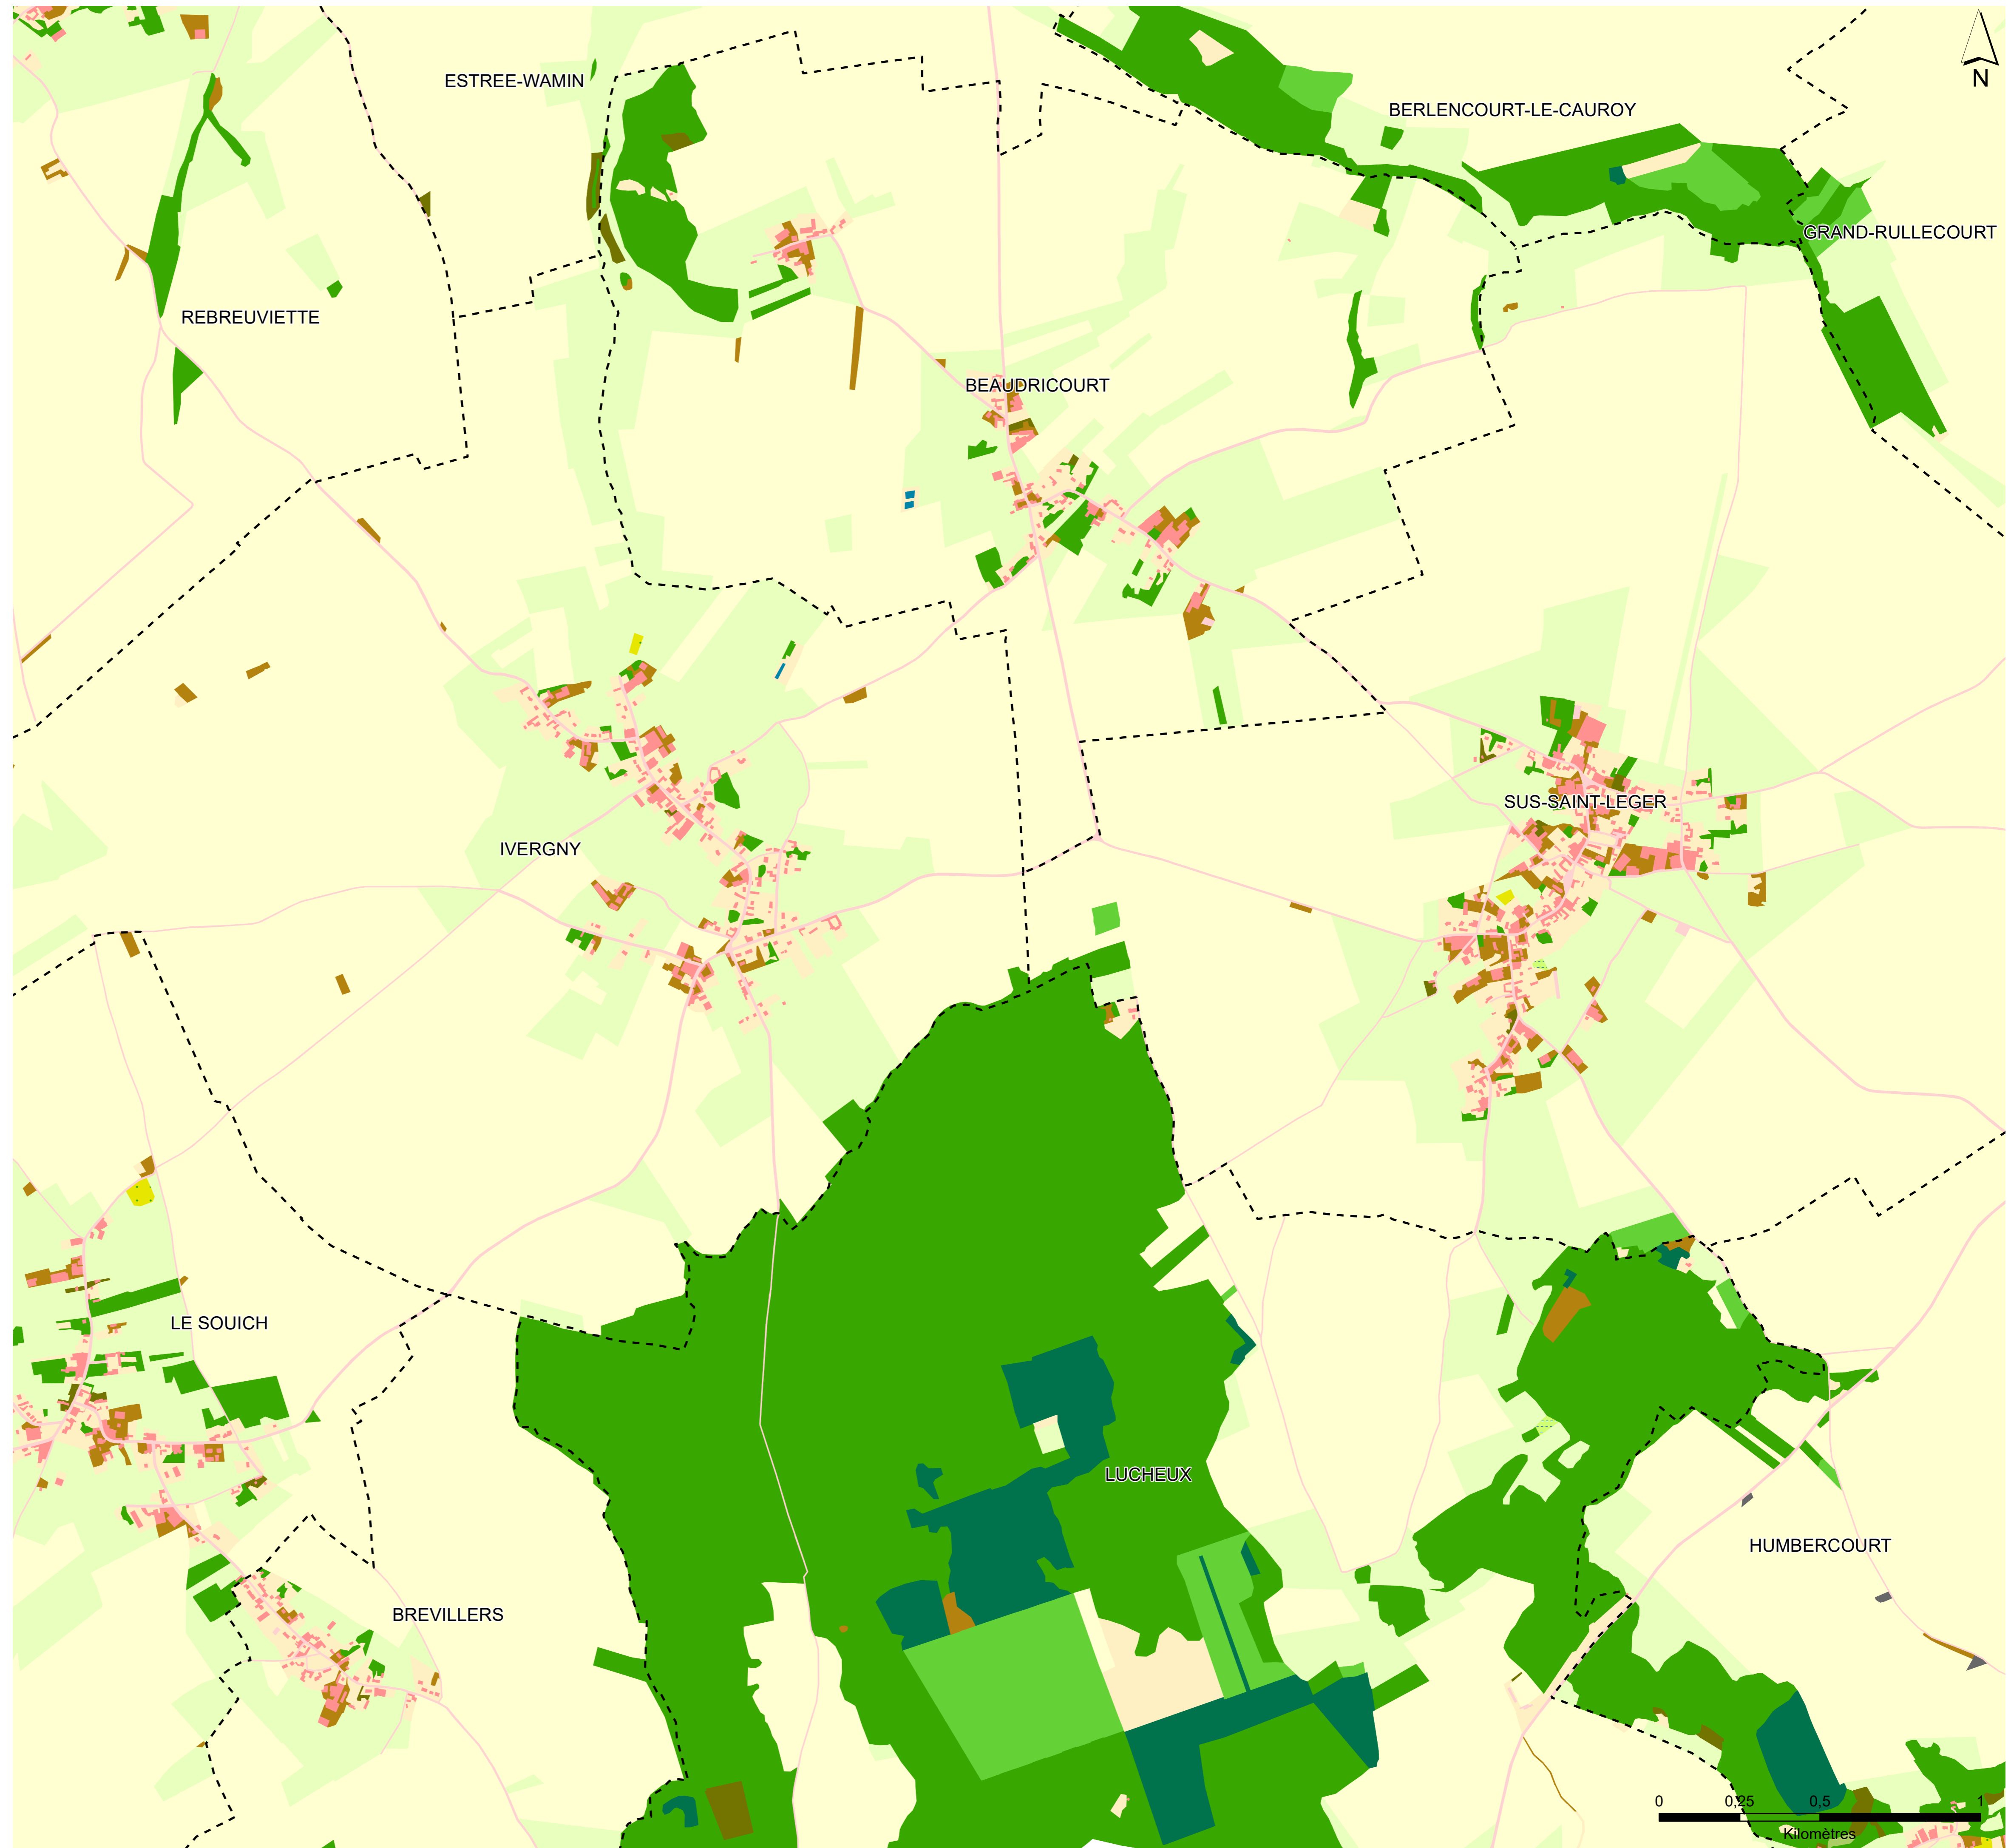 N
ESTREE-WAMIN
BERLENCOURT-LE-CAUROY
GRAND-RULLECOURT
REBREUVIETTE
BEAUDRICOURT
SUS-SAINT-LEGER
IVERGNY
LE SOUICH
LUCHEUX
HUMBERCOURT
BREVILLERS
0 0,25 0,5 1
Kilomètres